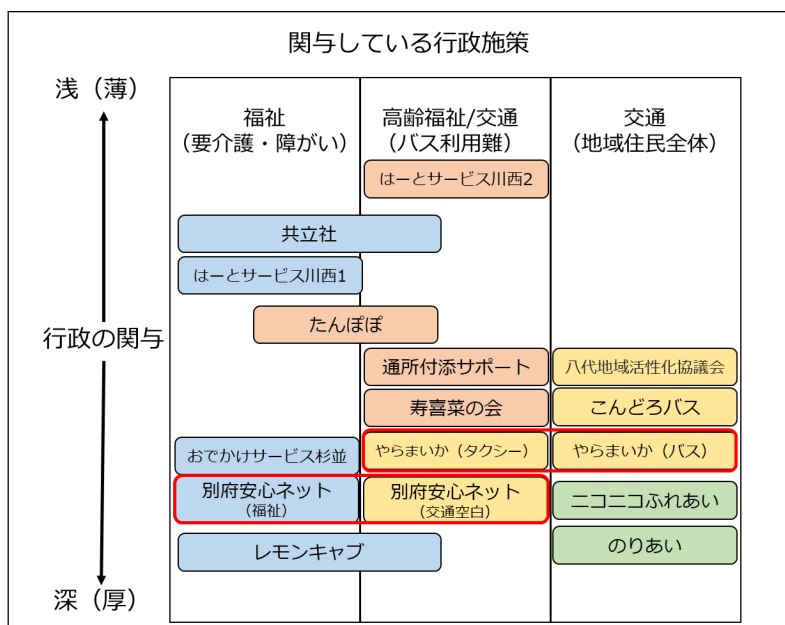 関与している行政施策
浅（薄）
福祉
（要介護・障がい）
高齢福祉/交通
（バス利用難）
交通
（地域住民全体）
はーとサービス川西2
共立社
はーとサービス川西1
たんぽぽ
行政の関与
通所付添サポート
八代地域活性化協議会
寿喜菜の会
こんどろバス
おでかけサービス杉並
やらまいか（タクシー）
やらまいか（バス）
別府安心ネット
（福祉）
別府安心ネット
（交通空白）
ニコニコふれあい
レモンキャブ
のりあい
深（厚）